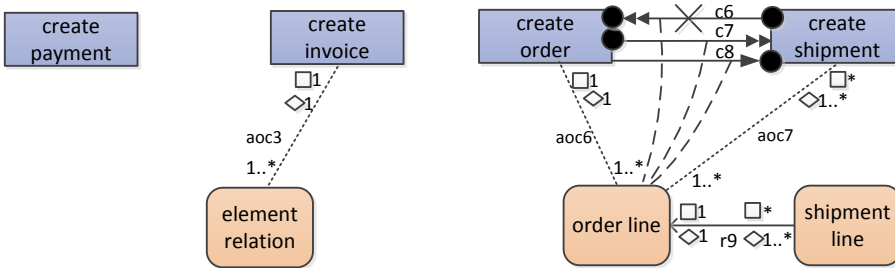 create
payment
create
invoice
create
order
create
shipment
c6
c7
c8
1
1
1
1
*
1..*
aoc3
aoc6
aoc7
1..*
1..*
1..*
element
relation
order line
1
1
r9
*
1..*
shipment
line